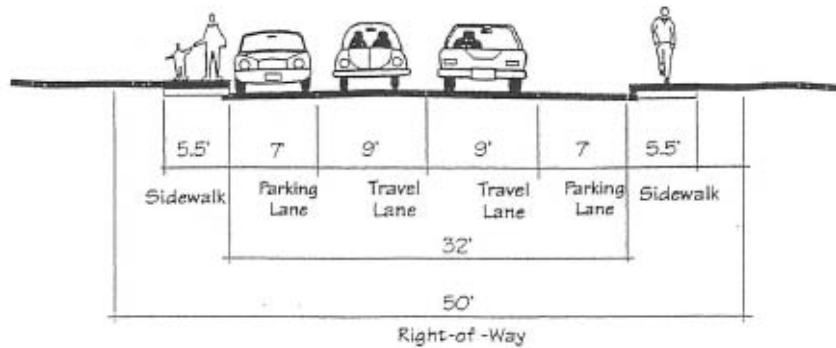 5.5' 7' 9' 9' 7' 5.5'
Sidewalk Parking Lane Travel Lane Travel Lane Parking Lane Sidewalk
32'
50'
Right-of-Way